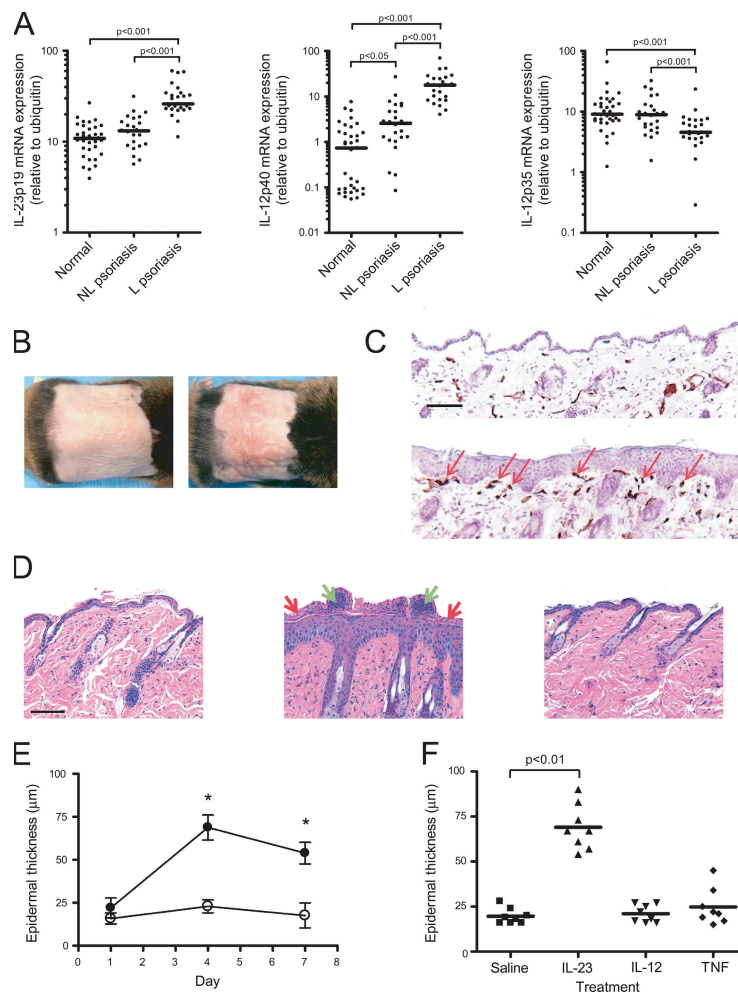 A
p<0.001
p<0.001
IL-23p19 mRNA expression
(relative to ubiquitin)
100
10
1
Normal
NL psoriasis
L psoriasis
p<0.001
p<0.001
p<0.05
IL-12p40 mRNA expression
(relative to ubiquitin)
100
10
1
0.1
0.01
Normal
NL psoriasis
L psoriasis
p<0.001
p<0.001
IL-12p35 mRNA expression
(relative to ubiquitin)
100
10
1
0.1
Normal
NL psoriasis
L psoriasis
B
C
D
E
Epidermal thickness (μm)
100
75
50
25
0
*
*
0 1 2 3 4 5 6 7 8
Day
F
p<0.01
Epidermal thickness (μm)
100
75
50
25
0
Saline IL-23 IL-12 TNF
Treatment